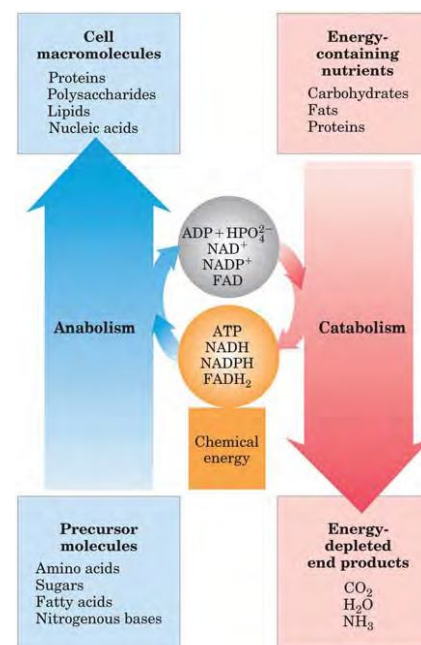 Cell
macromolecules
Proteins
Polysaccharides
Lipids
Nucleic acids
Energy-
containing
nutrients
Carbohydrates
Fats
Proteins
ADP + HPO₄²⁻
NAD⁺
NADP⁺
FAD
Anabolism
Catabolism
ATP
NADH
NADPH
FADH₂
Chemical
energy
Precursor
molecules
Amino acids
Sugars
Fatty acids
Nitrogenous bases
Energy-
depleted
end products
CO₂
H₂O
NH₃